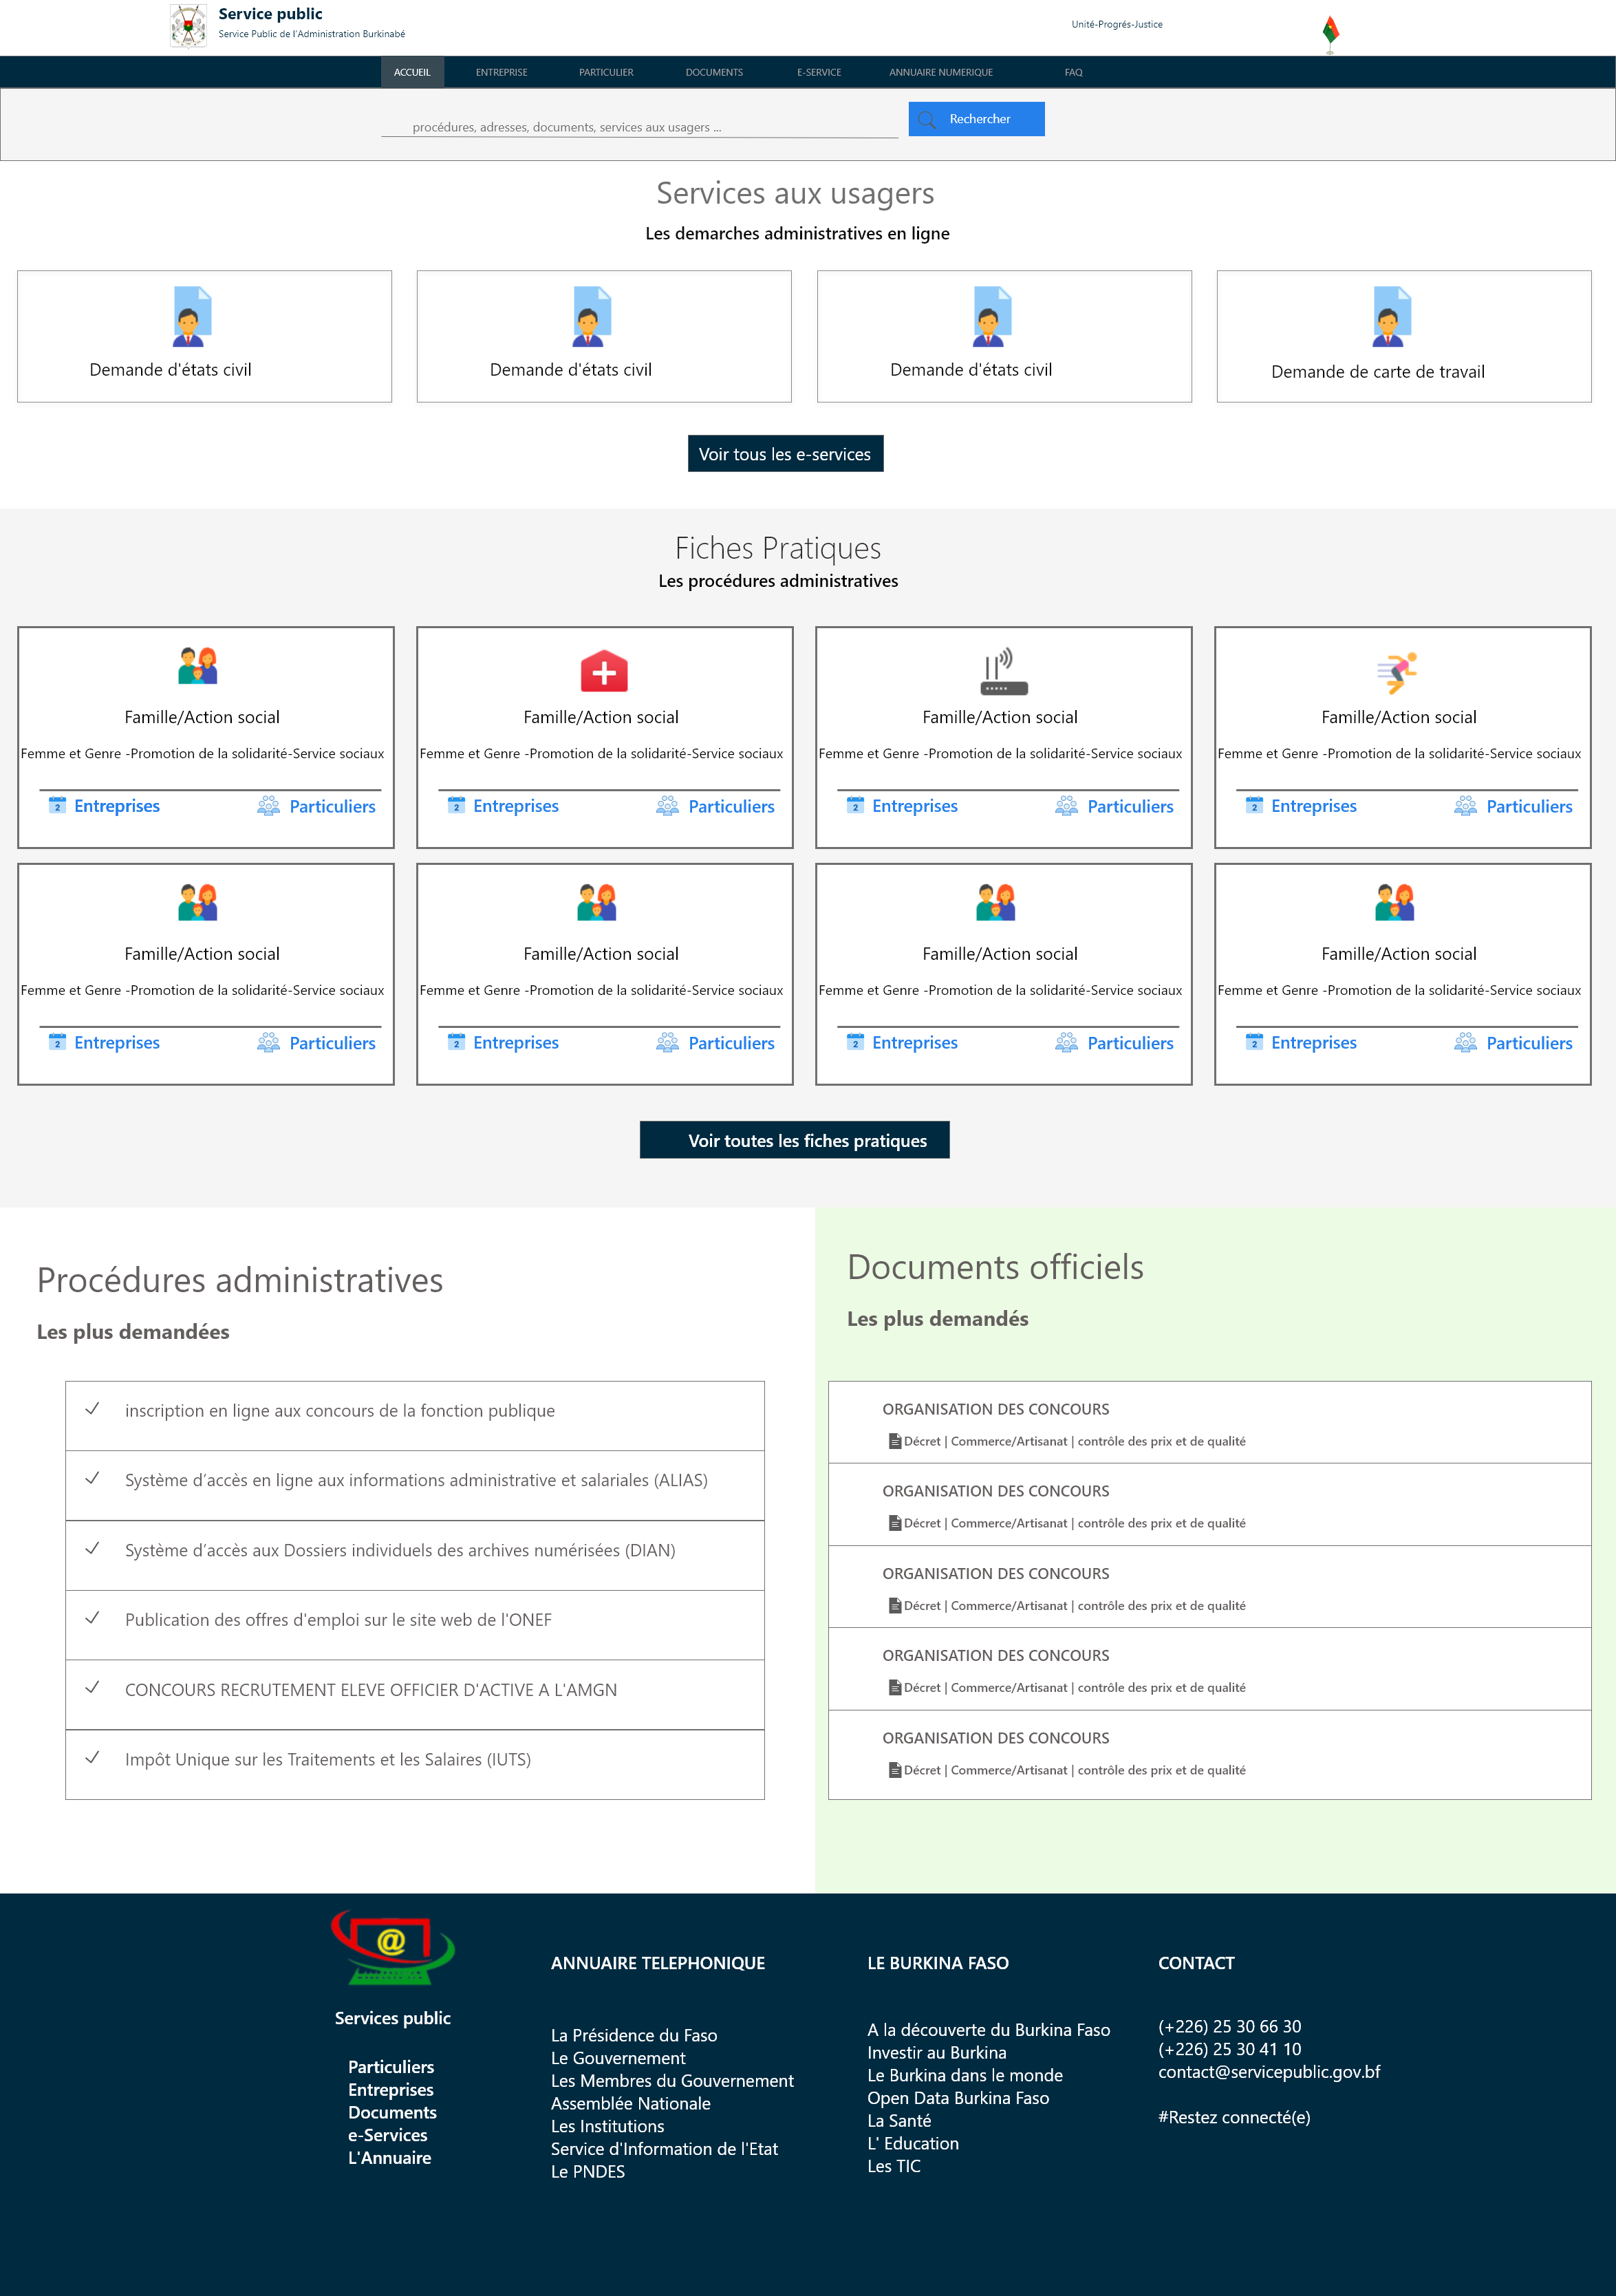 Service public
Service Public de l'Administration Burkinabé
Unité-Progrés-Justice
ACCUEIL
ENTREPRISE
PARTICULIER
DOCUMENTS
E-SERVICE
ANNUAIRE NUMERIQUE
FAQ
procédures, adresses, documents, services aux usagers ...
Rechercher
Services aux usagers
Les demarches administratives en ligne
Demande d'états civil
Demande d'états civil
Demande d'états civil
Demande de carte de travail
Voir tous les e-services
Fiches Pratiques
Les procédures administratives
Famille/Action social
Femme et Genre -Promotion de la solidarité-Service sociaux
2 Entreprises
Particuliers
Famille/Action social
Femme et Genre -Promotion de la solidarité-Service sociaux
2 Entreprises
Particuliers
Famille/Action social
Femme et Genre -Promotion de la solidarité-Service sociaux
2 Entreprises
Particuliers
Famille/Action social
Femme et Genre -Promotion de la solidarité-Service sociaux
2 Entreprises
Particuliers
Famille/Action social
Femme et Genre -Promotion de la solidarité-Service sociaux
2 Entreprises
Particuliers
Famille/Action social
Femme et Genre -Promotion de la solidarité-Service sociaux
2 Entreprises
Particuliers
Famille/Action social
Femme et Genre -Promotion de la solidarité-Service sociaux
2 Entreprises
Particuliers
Famille/Action social
Femme et Genre -Promotion de la solidarité-Service sociaux
2 Entreprises
Particuliers
Voir toutes les fiches pratiques
Procédures administratives
Les plus demandées
inscription en ligne aux concours de la fonction publique
Système d’accès en ligne aux informations administrative et salariales (ALIAS)
Système d’accès aux Dossiers individuels des archives numérisées (DIAN)
Publication des offres d'emploi sur le site web de l'ONEF
CONCOURS RECRUTEMENT ELEVE OFFICIER D'ACTIVE A L'AMGN
Impôt Unique sur les Traitements et les Salaires (IUTS)
Documents officiels
Les plus demandés
ORGANISATION DES CONCOURS
Décret | Commerce/Artisanat | contrôle des prix et de qualité
ORGANISATION DES CONCOURS
Décret | Commerce/Artisanat | contrôle des prix et de qualité
ORGANISATION DES CONCOURS
Décret | Commerce/Artisanat | contrôle des prix et de qualité
ORGANISATION DES CONCOURS
Décret | Commerce/Artisanat | contrôle des prix et de qualité
ORGANISATION DES CONCOURS
Décret | Commerce/Artisanat | contrôle des prix et de qualité
@
Services public
Particuliers
Entreprises
Documents
e-Services
L'Annuaire
ANNUAIRE TELEPHONIQUE
La Présidence du Faso
Le Gouvernement
Les Membres du Gouvernement
Assemblée Nationale
Les Institutions
Service d'Information de l'Etat
Le PNDES
LE BURKINA FASO
A la découverte du Burkina Faso
Investir au Burkina
Le Burkina dans le monde
Open Data Burkina Faso
La Santé
L' Education
Les TIC
CONTACT
(+226) 25 30 66 30
(+226) 25 30 41 10
contact@servicepublic.gov.bf
#Restez connecté(e)